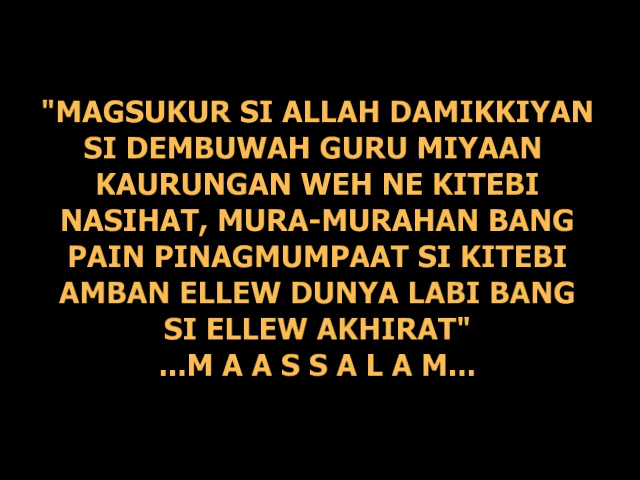 "MAGSUKUR SI ALLAH DAMIKKIYAN
SI DEMBUWAH GURU MIYAAN
KAURUNGAN WEH NE KITEBI
NASIHAT, MURA-MURAHAN BANG
PAIN PINAGMUMPAAT SI KITEBI
AMBAN ELLEW DUNYA LABI BANG
SI ELLEW AKHIRAT"
...M A A S S A L A M...